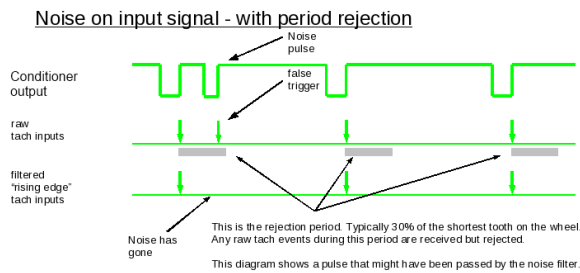 Noise on input signal - with period rejection
Noise
pulse
Conditioner
output
false
trigger
raw
tach inputs
filtered
“rising edge”
tach inputs
Noise has
gone
This is the rejection period. Typically 30% of the shortest tooth on the wheel.
Any raw tach events during this period are received but rejected.
This diagram shows a pulse that might have been passed by the noise filter.